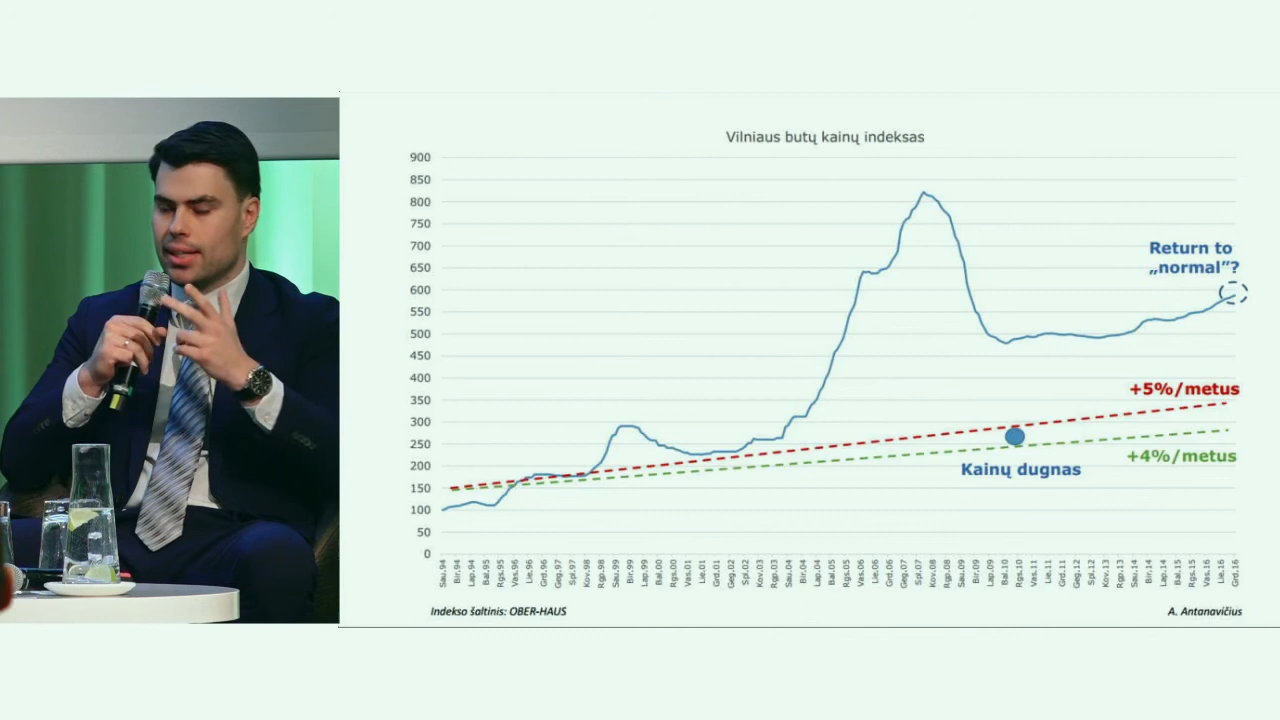 Vilniaus butų kainų indeksas
900
850
800
750
700
650
600
550
500
450
400
350
300
250
200
150
100
50
0
Return to
„normal”?
+5%/metus
+4%/metus
Kainų dugnas
Sau.94
Bir.94
Lap.94
Bal.95
Rgs.95
Vas.96
Lie.96
Grd.96
Geg.97
Spl.97
Kov.98
Rgp.98
Sau.99
Bir.99
Lap.99
Bal.00
Rgs.00
Vas.01
Lie.01
Grd.01
Geg.02
Spl.02
Kov.03
Rgp.03
Sau.04
Bir.04
Lap.04
Bal.05
Rgs.05
Vas.06
Lie.06
Grd.06
Geg.07
Spl.07
Kov.08
Rgp.08
Sau.09
Bir.09
Lap.09
Bal.10
Rgs.10
Vas.11
Lie.11
Grd.11
Geg.12
Spl.12
Kov.13
Rgp.13
Sau.14
Bir.14
Lap.14
Bal.15
Rgs.15
Vas.16
Lie.16
Grd.16
Indekso šaltinis: OBER-HAUS
A. Antanavičius